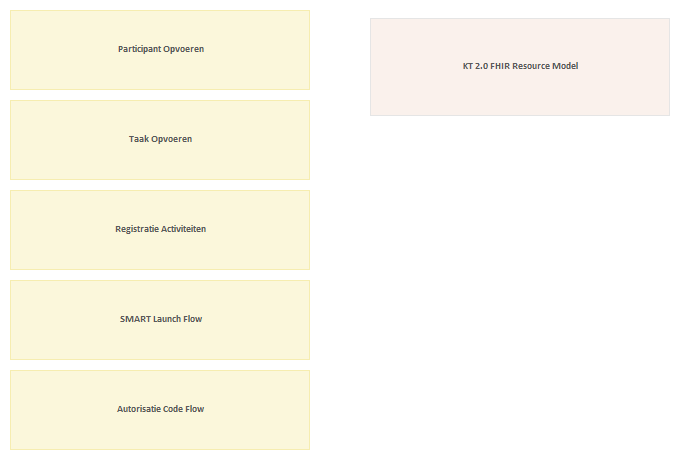 Participant Opvoeren
Taak Opvoeren
Registratie Activiteiten
SMART Launch Flow
Autorisatie Code Flow
KT 2.0 FHIR Resource Model